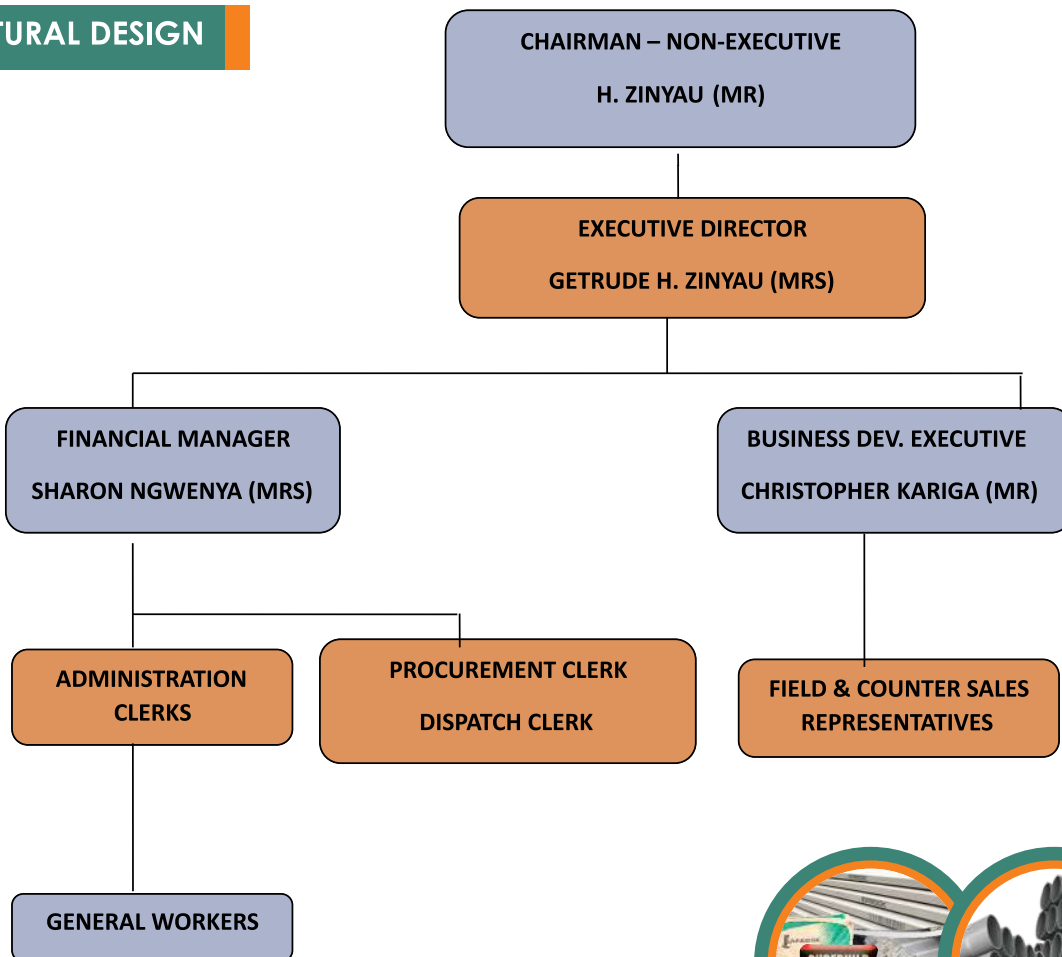 TURAL DESIGN
CHAIRMAN – NON-EXECUTIVE
H. ZINYAU (MR)
EXECUTIVE DIRECTOR
GETRUDE H. ZINYAU (MRS)
FINANCIAL MANAGER
SHARON NGWENYA (MRS)
BUSINESS DEV. EXECUTIVE
CHRISTOPHER KARIGA (MR)
ADMINISTRATION
CLERKS
PROCUREMENT CLERK
DISPATCH CLERK
FIELD & COUNTER SALES
REPRESENTATIVES
GENERAL WORKERS